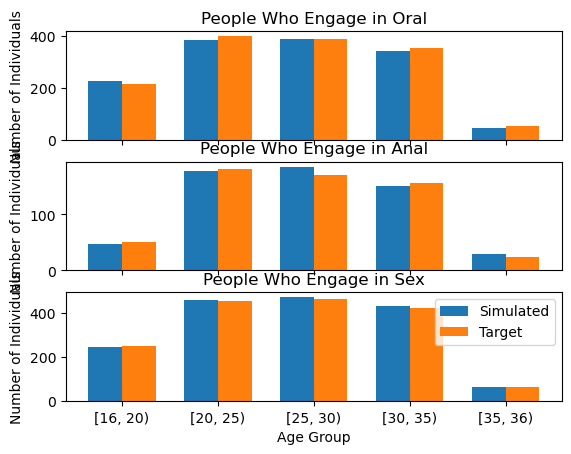 People Who Engage in Oral
Number of Individuals
400
200
0
People Who Engage in Anal
Number of Individuals
100
0
People Who Engage in Sex
Number of Individuals
400
200
0
Simulated
Target
[16, 20)
[20, 25)
[25, 30)
[30, 35)
[35, 36)
Age Group